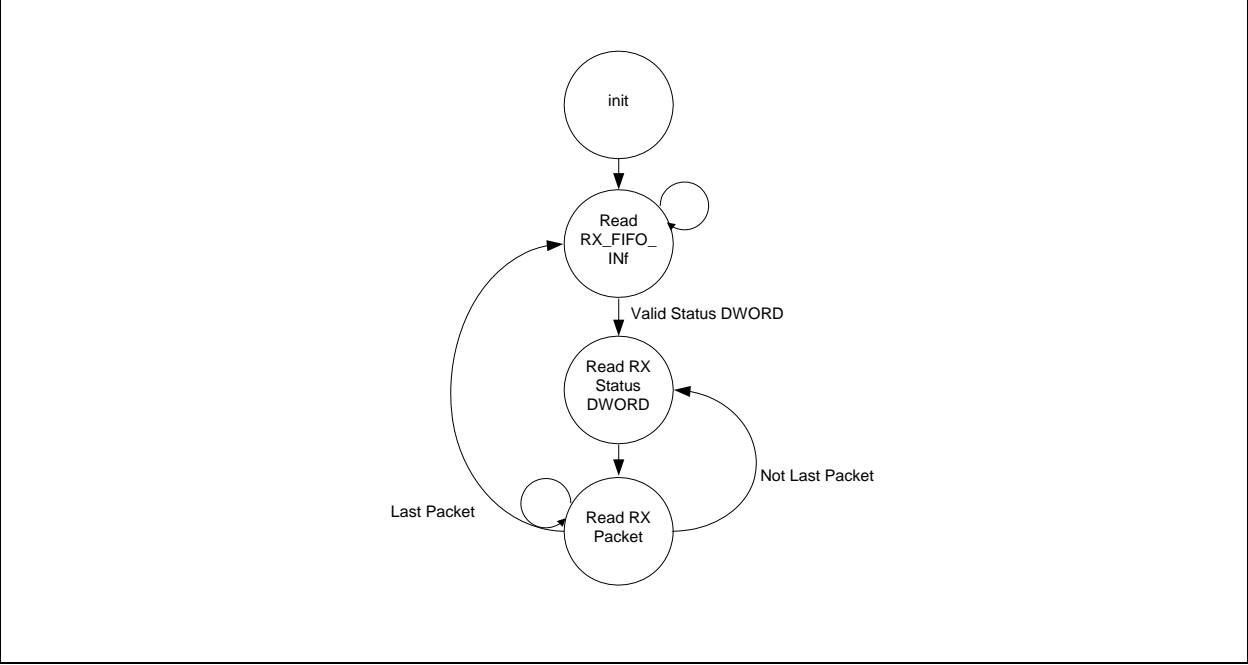 init
Read
RX_FIFO_
INf
Valid Status DWORD
Read RX
Status
DWORD
Not Last Packet
Last Packet
Read RX
Packet